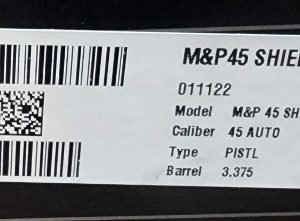 M&P45 SHIE
011122
Model M&P 45 SH
Caliber 45 AUTO
Type PISTL
Barrel 3.375